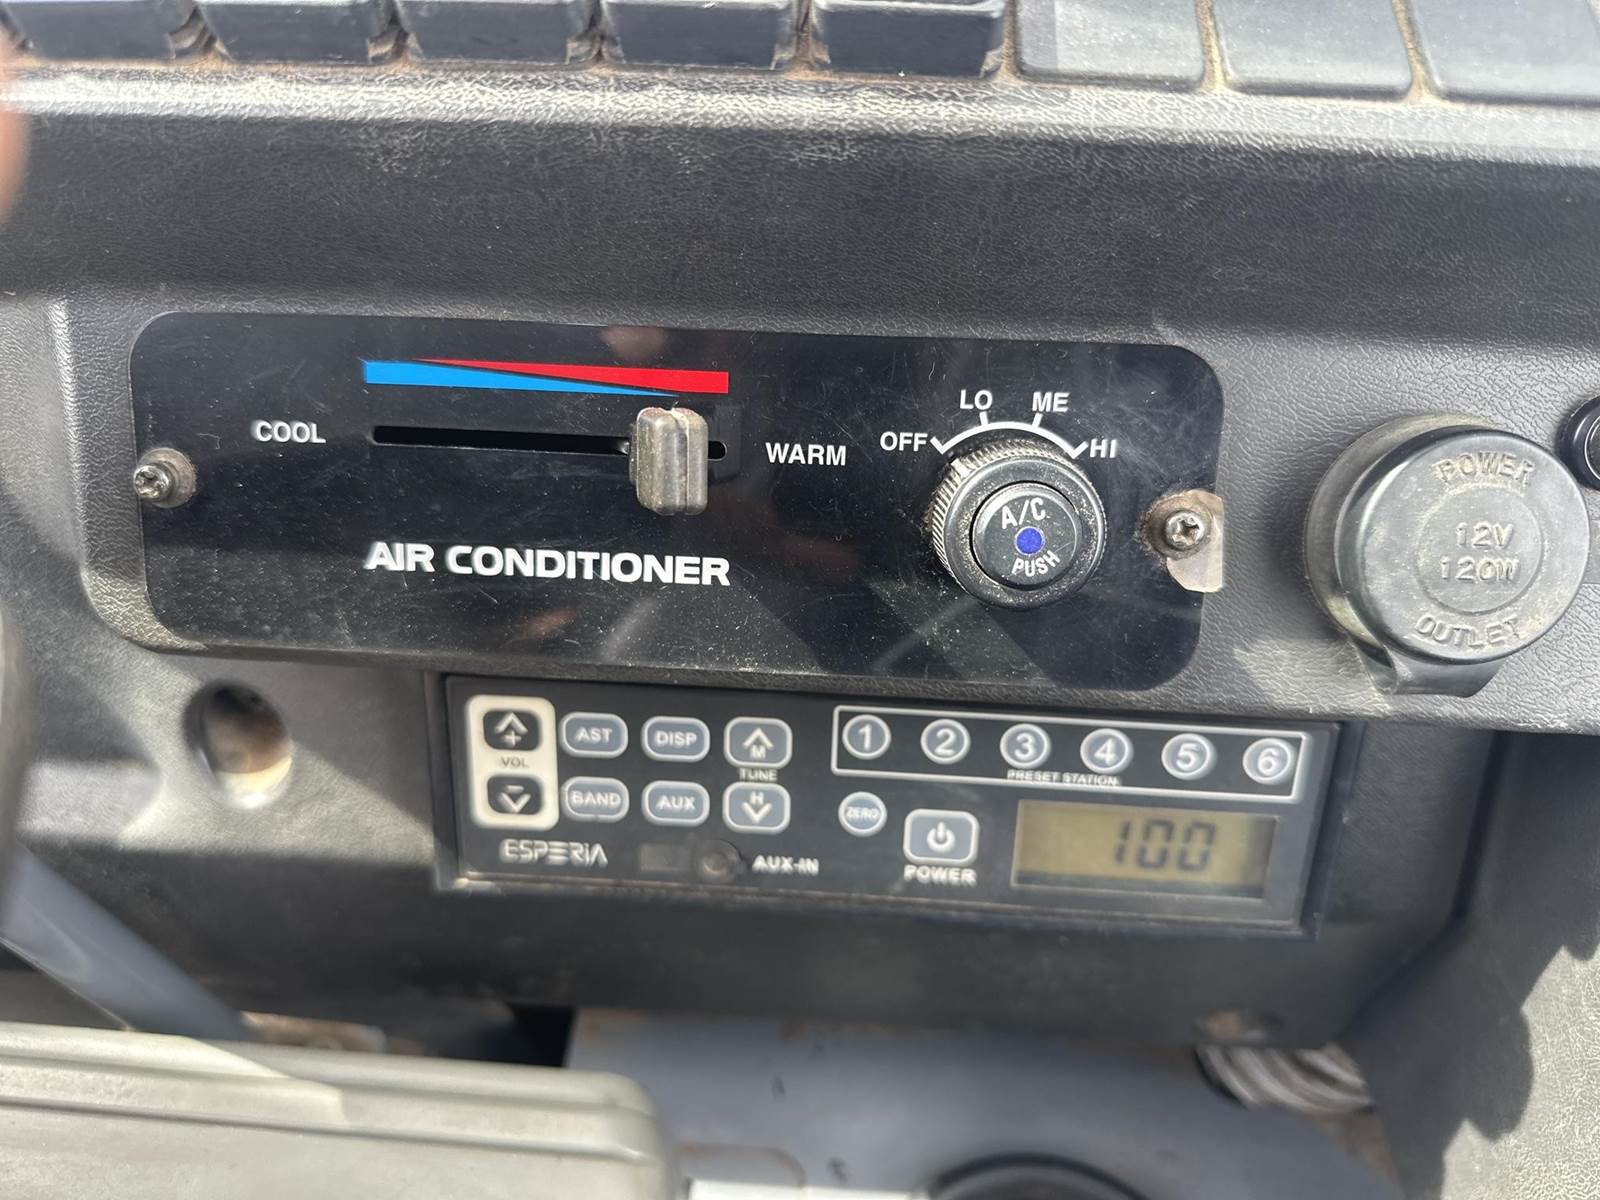 LO ME
OFF HI
COOL WARM
A/C
PUSH
AIR CONDITIONER
POWER
12V
120W
OUTLET
+
VOL
-
AST DISP M
TUNE
BAND AUX H
1 2 3 4 5 6
PRESET STATION
ZERO
POWER
ESPERIA
AUX-IN
100